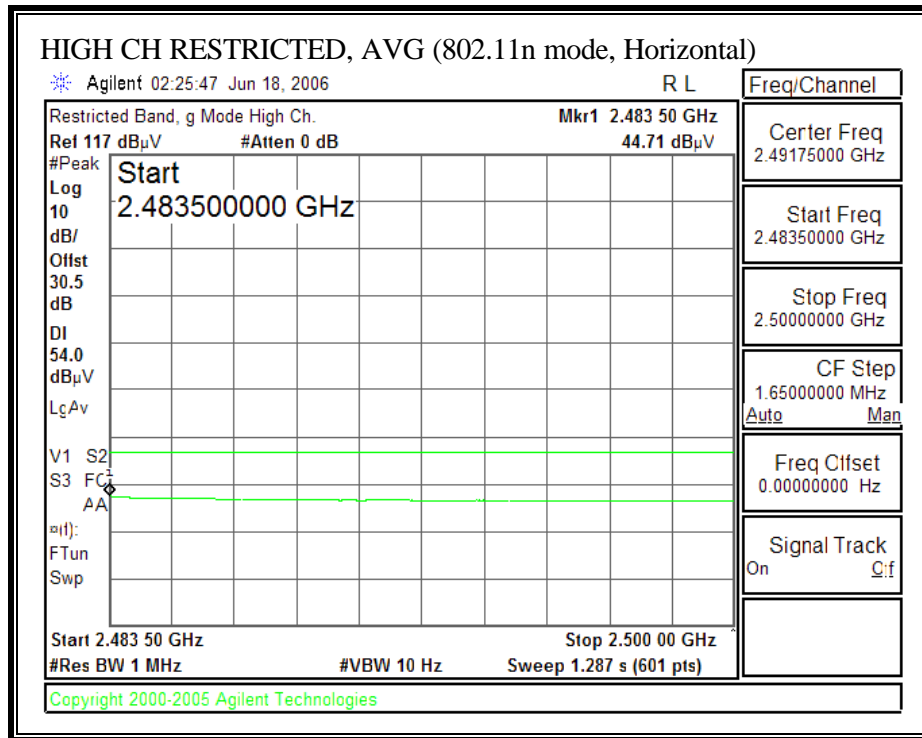 HIGH CH RESTRICTED, AVG (802.11n mode, Horizontal)
Agilent 02:25:47 Jun 18, 2006 R L
Restricted Band, g Mode High Ch. Mkr1 2.483 50 GHz
Ref 117 dBµV #Atten 0 dB 44.71 dBµV
#Peak
Log
10
dB/
Offst
30.5
dB
DI
54.0
dBµV
LgAv
V1 S2
S3 FC
AA
¤(f):
FTun
Swp
Start
2.483500000 GHz
1
Start 2.483 50 GHz Stop 2.500 00 GHz
#Res BW 1 MHz #VBW 10 Hz Sweep 1.287 s (601 pts)
Copyright 2000-2005 Agilent Technologies
Freq/Channel
Center Freq
2.49175000 GHz
Start Freq
2.48350000 GHz
Stop Freq
2.50000000 GHz
CF Step
1.65000000 MHz
Auto Man
Freq Offset
0.00000000 Hz
Signal Track
On Off